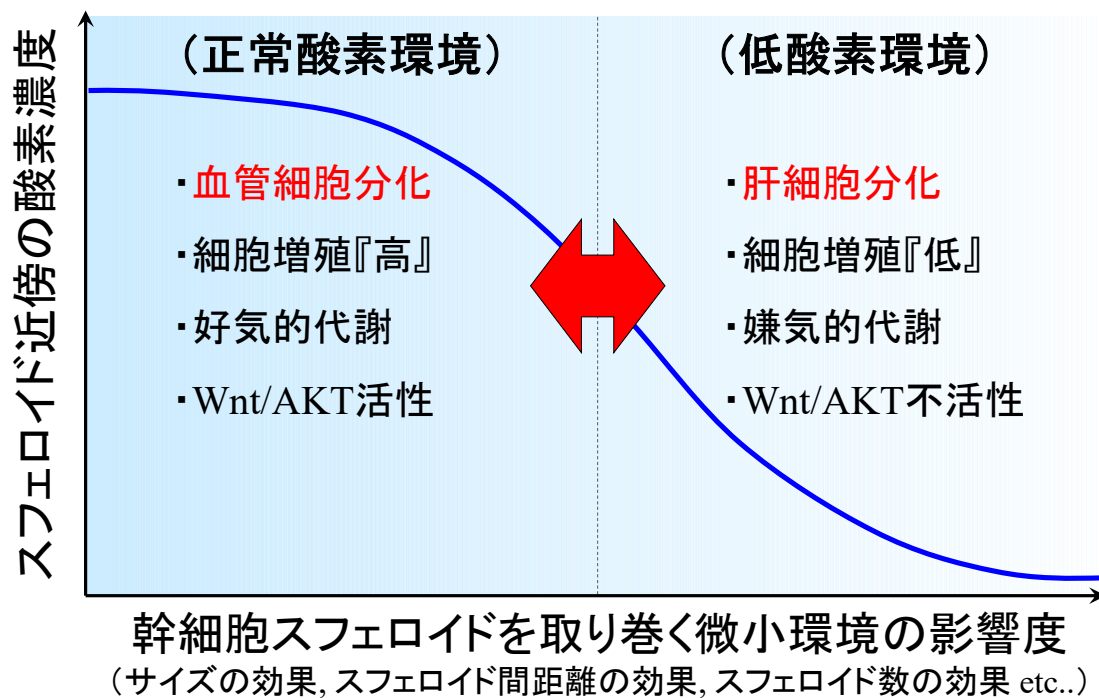 スフェロイド近傍の酸素濃度
（正常酸素環境）
・血管細胞分化
・細胞増殖『高』
・好気的代謝
・Wnt/AKT活性
（低酸素環境）
・肝細胞分化
・細胞増殖『低』
・嫌気的代謝
・Wnt/AKT不活性
幹細胞スフェロイドを取り巻く微小環境の影響度
（サイズの効果, スフェロイド間距離の効果, スフェロイド数の効果 etc..）